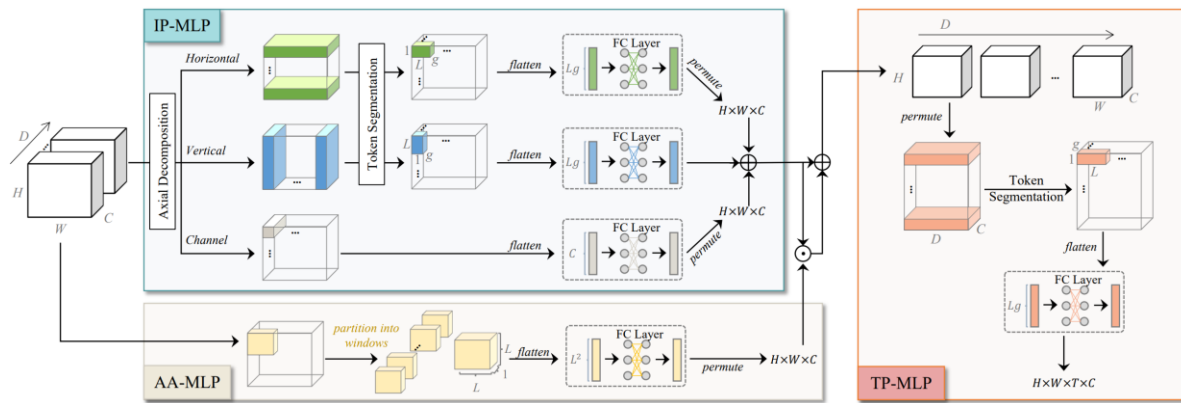 IP-MLP
Horizontal
Vertical
Channel
Axial Decomposition
Token Segmentation
D
H
W
C
1
L
g
...
flatten
Lg
FC Layer
permute
H×W×C
L
1
g
...
flatten
Lg
FC Layer
...
flatten
C
FC Layer
permute
H×W×C
AA-MLP
partition into
windows
L
L
1
flatten
L²
FC Layer
permute
H×W×C
D
H
W
C
...
permute
D
C
Token
Segmentation
g
1
L
...
flatten
Lg
FC Layer
H×W×T×C
TP-MLP